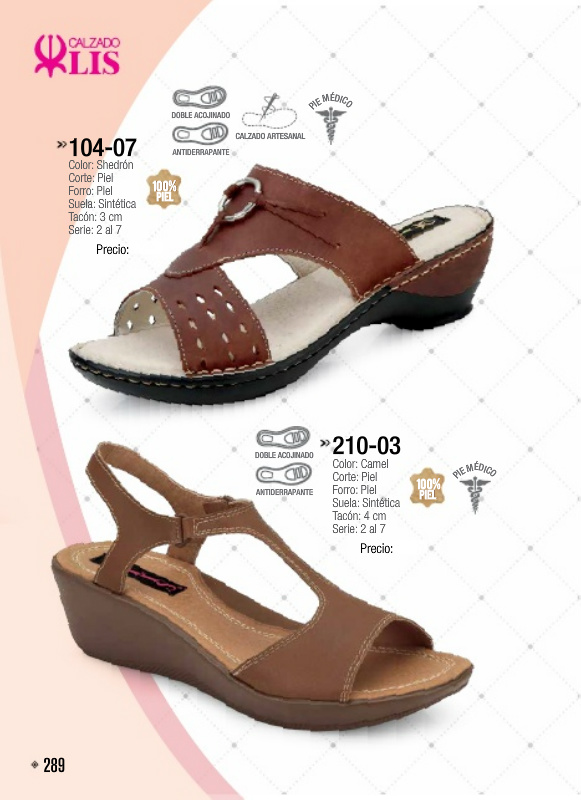 CALZADO
LIS
DOBLE ACOJINADO
ANTIDERRAPANTE
CALZADO ARTESANAL
PIE MÉDICO
104-07
Color: Shedrón
Corte: Piel
Forro: Piel
Suela: Sintética
Tacón: 3 cm
Serie: 2 al 7
Precio:
100%
PIEL
DOBLE ACOJINADO
ANTIDERRAPANTE
210-03
Color: Camel
Corte: Piel
Forro: Piel
Suela: Sintética
Tacón: 4 cm
Serie: 2 al 7
Precio:
100%
PIEL
PIE MÉDICO
289